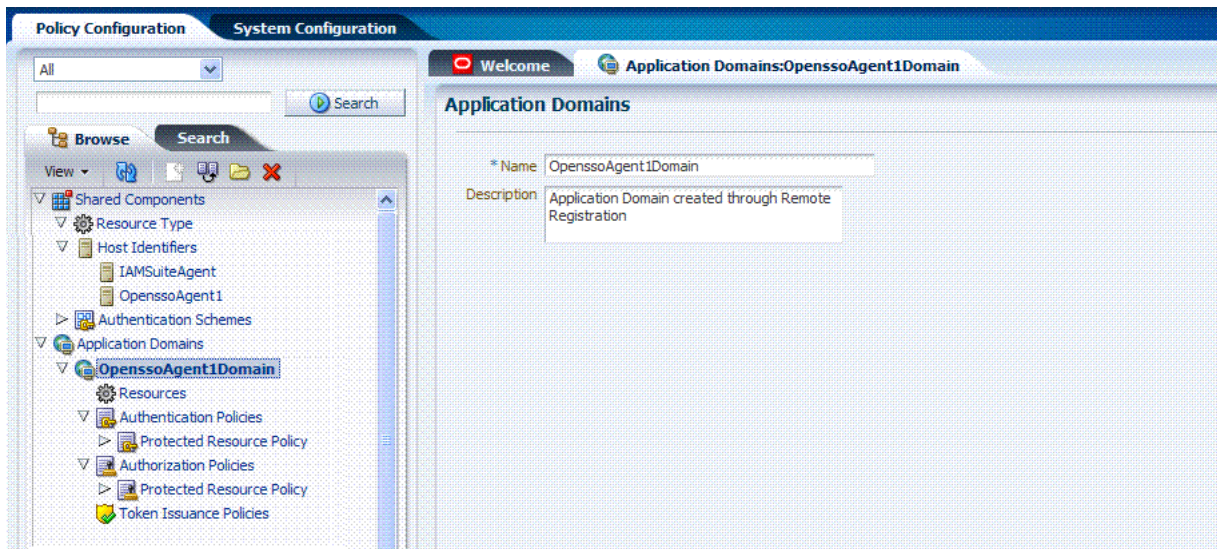 Policy Configuration
System Configuration
All
Search
Browse
Search
View
Shared Components
Resource Type
Host Identifiers
IAMSuiteAgent
OpenssoAgent1
Authentication Schemes
Application Domains
OpenssoAgent1Domain
Resources
Authentication Policies
Protected Resource Policy
Authorization Policies
Protected Resource Policy
Token Issuance Policies
Welcome
Application Domains:OpenssoAgent1Domain
Application Domains
* Name OpenssoAgent1Domain
Description Application Domain created through Remote
Registration